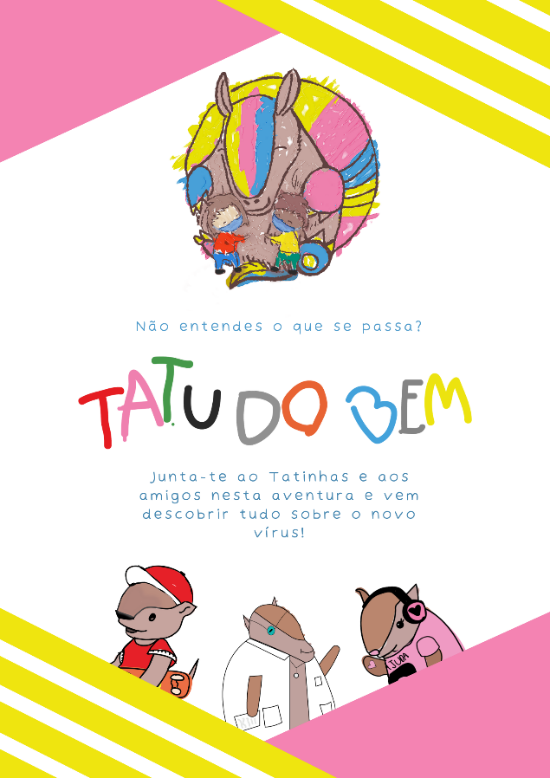 Não entendes o que se passa?
TATU DO BEM
Junta-te ao Tatinhas e aos
amigos nesta aventura e vem
descobrir tudo sobre o novo
vírus!
AJUDA